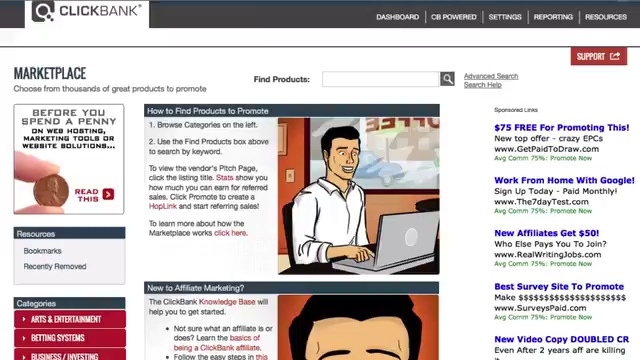 CLICKBANK®
DASHBOARD CB POWERED SETTINGS REPORTING RESOURCES
SUPPORT
MARKETPLACE
Choose from thousands of great products to promote
Find Products:
Advanced Search
Search Help
BEFORE YOU
SPEND A PENNY
ON WEB HOSTING,
MARKETING TOOLS OR
WEBSITE SOLUTIONS...
READ THIS
Resources
Bookmarks
Recently Removed
Categories
ARTS & ENTERTAINMENT
BETTING SYSTEMS
BUSINESS / INVESTING
How to Find Products to Promote
1. Browse Categories on the left.
2. Use the Find Products box above
to search by keyword.
To view the vendor's Pitch Page,
click the listing title. Stats show you
how much you can earn for referred
sales. Click Promote to create a
HopLink and start referring sales!
To learn more about how the
Marketplace works click here.
COFFEE
New to Affiliate Marketing?
The ClickBank Knowledge Base will
help you to get started.
Not sure what an affiliate is or
does? Learn the basics of
being a ClickBank affiliate.
Follow the easy steps in this
Sponsored Links
$75 FREE For Promoting This!
New top offer - crazy EPCs
www.GetPaidToDraw.com
Avg Comm 75%: Promote Now
Work From Home With Google!
Sign Up Today - Paid Monthly!
www.The7dayTest.com
Avg Comm 75%: Promote Now
New Affiliates Get $50!
Who Else Pays You To Join?
www.RealWritingJobs.com
Avg Comm 75%: Promote Now
Best Survey Site To Promote
Make $$$$$$$$$$$$$$$$$$$$$
www.SurveysPaid.com
Avg Comm 75%: Promote Now
New Video Copy DOUBLED CR
Even After 2 years aff are killing